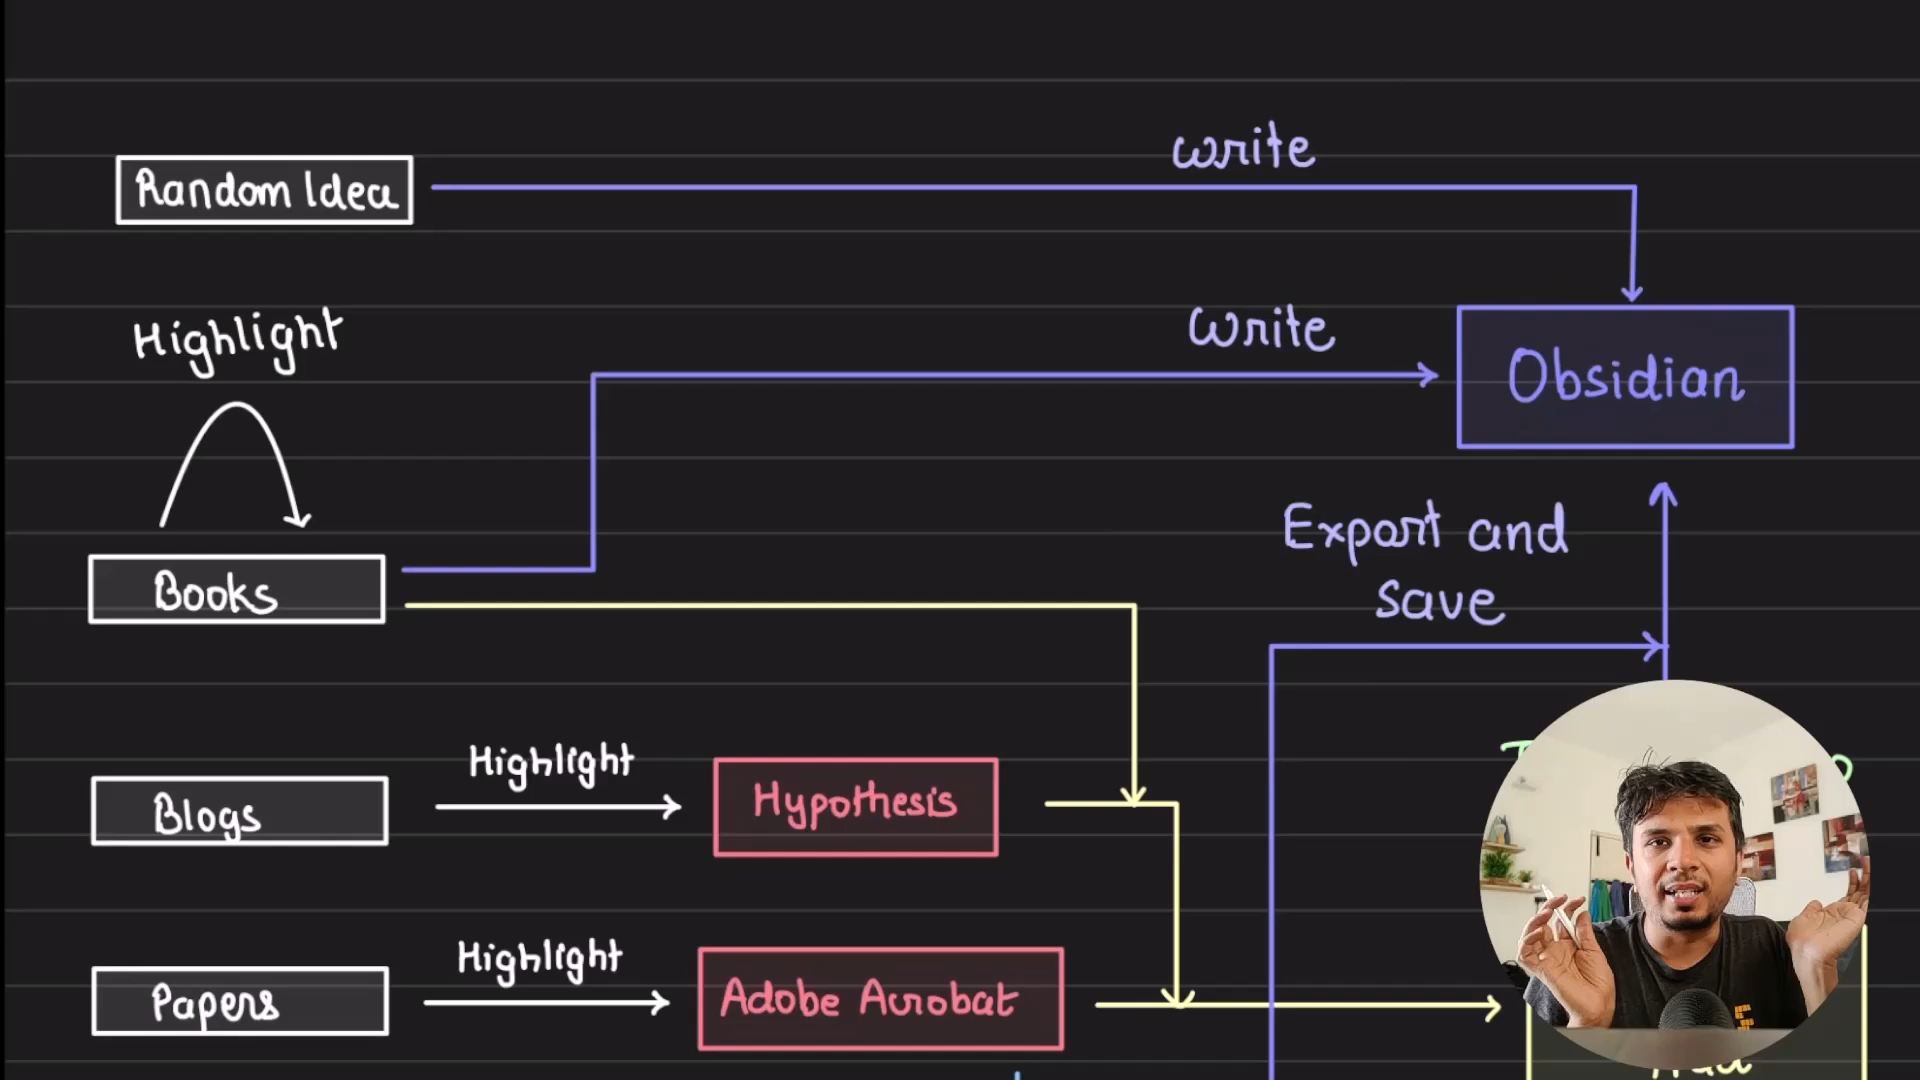 write
Random Idea
Highlight
Write
Obsidian
Export and
save
Books
Highlight
Hypothesis
Blogs
Highlight
Adobe Acrobat
Papers